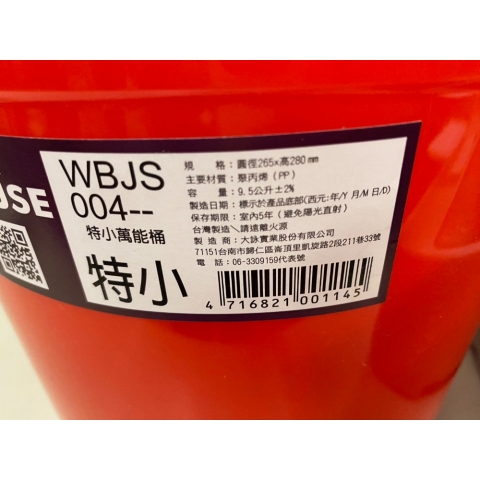 USE
WBJS
004--
特小萬能桶
特小
規　　格：圓徑265x高280mm
主要材質：聚丙烯（PP）
容　　量：9.5公升±2%
製造日期：標示於產品底部(西元:年/Y 月/M 日/D)
保存期限：室內5年（避免陽光直射）
台灣製造＼請遠離火源
製 造 商：大詠實業股份有限公司
71151台南市歸仁區崙頂里凱旋路2段211巷33號
電　話：06-3309159代表號
4 716821 001145